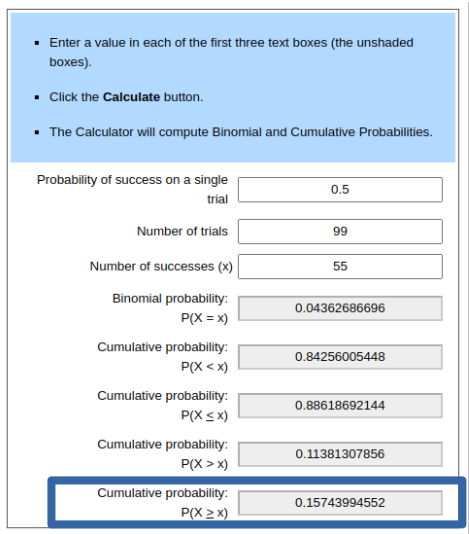 ▪ Enter a value in each of the first three text boxes (the unshaded
boxes).
▪ Click the Calculate button.
▪ The Calculator will compute Binomial and Cumulative Probabilities.
Probability of success on a single
trial
0.5
Number of trials
99
Number of successes (x)
55
Binomial probability:
P(X = x)
0.04362686696
Cumulative probability:
P(X < x)
0.84256005448
Cumulative probability:
P(X ≤ x)
0.88618692144
Cumulative probability:
P(X > x)
0.11381307856
Cumulative probability:
P(X ≥ x)
0.15743994552